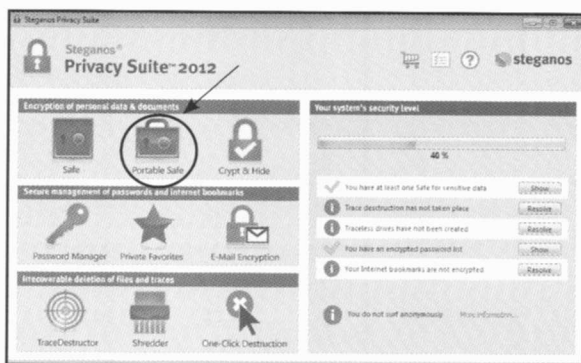 Steganos Privacy Suite
Steganos®
Privacy Suite™ 2012
steganos
Encryption of personal data & documents
Safe
Portable Safe
Crypt & Hide
Secure management of passwords and internet bookmarks
Password Manager
Private Favorites
E-Mail Encryption
Irrecoverable deletion of files and traces
TraceDestructor
Shredder
One-Click Destruction
Your system's security level
40 %
You have at least one Safe for sensitive data
Show
Trace destruction has not taken place
Resolve
Traceless drives have not been created
Resolve
You have an encrypted password list
Show
Your Internet bookmarks are not encrypted
Resolve
You do not surf anonymously
More information...